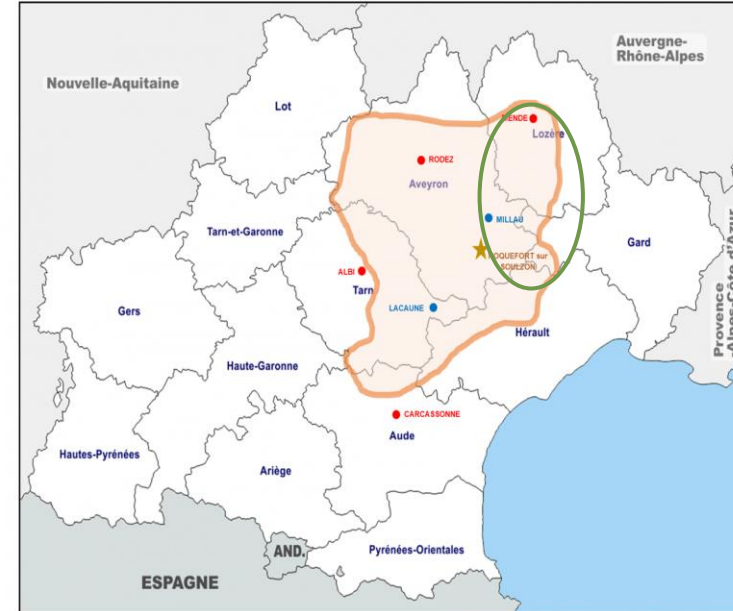 Auvergne-
Rhône-Alpes
Nouvelle-Aquitaine
Lot
MENDE
Lozère
RODEZ
Aveyron
MILLAU
Tarn-et-Garonne
Gard
ROQUEFORT sur
SOULZON
ALBI
Tarn
Gers
LACAUNE
Hérault
Provence
-Alpes-Côte d'Azur
Haute-Garonne
CARCASSONNE
Aude
Hautes-Pyrénées
Ariège
AND.
Pyrénées-Orientales
ESPAGNE